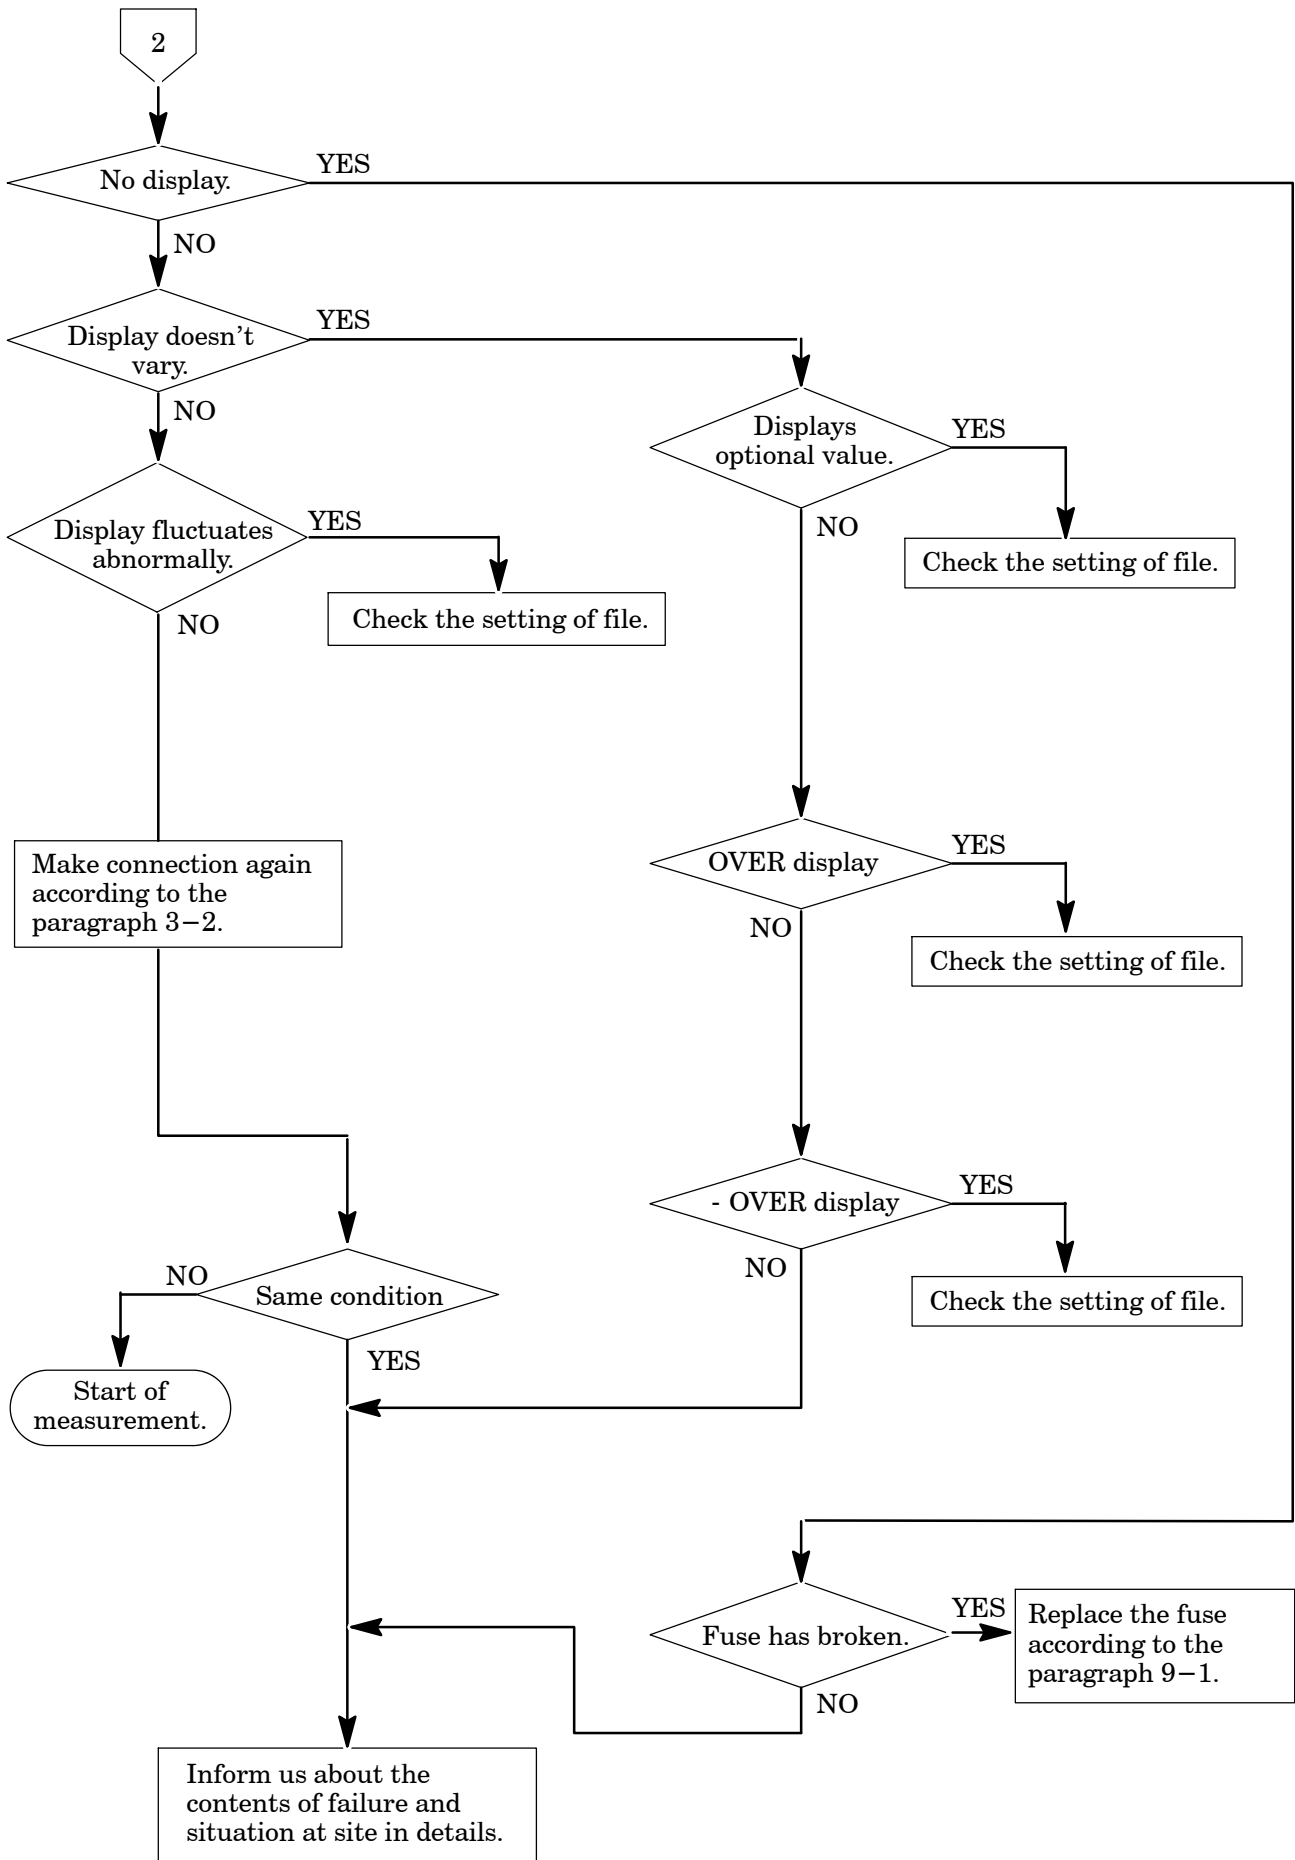 2
No display.
YES
NO
Display doesn't
vary.
YES
NO
Displays
optional value.
YES
NO
Check the setting of file.
Display fluctuates
abnormally.
YES
NO
Check the setting of file.
Make connection again
according to the
paragraph 3−2.
OVER display
YES
NO
Check the setting of file.
- OVER display
YES
NO
Check the setting of file.
Same condition
NO
YES
Start of
measurement.
Fuse has broken.
YES
NO
Replace the fuse
according to the
paragraph 9−1.
Inform us about the
contents of failure and
situation at site in details.